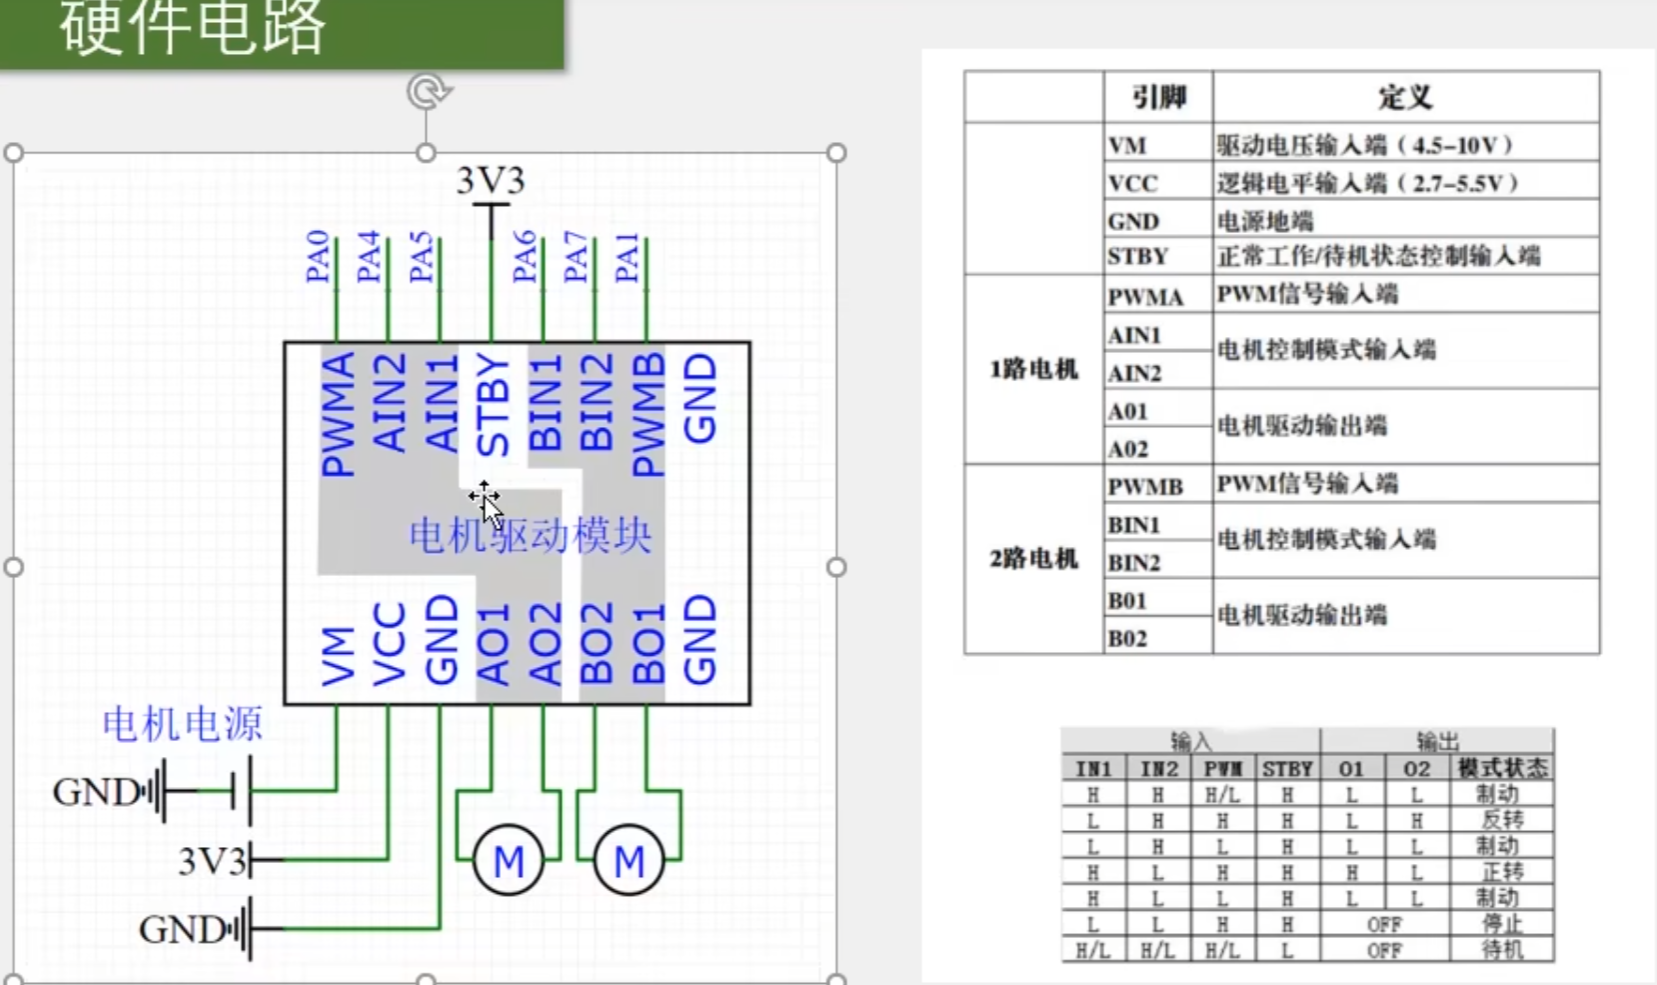 硬件电路
3V3
PA0
PA4
PA5
PA6
PA7
PA1
PWMA
AIN2
AIN1
STBY
BIN1
BIN2
PWMB
GND
电机驱动模块
VM
VCC
GND
AO1
AO2
BO2
BO1
GND
电机电源
GND
3V3
GND
M
M
引脚 定义
VM 驱动电压输入端（4.5-10V）
VCC 逻辑电平输入端（2.7-5.5V）
GND 电源地端
STBY 正常工作/待机状态控制输入端
1路电机
PWMA PWM信号输入端
AIN1
电机控制模式输入端
AIN2
A01
电机驱动输出端
A02
2路电机
PWMB PWM信号输入端
BIN1
电机控制模式输入端
BIN2
B01
电机驱动输出端
B02
输入 输出
IN1 IN2 PWM STBY O1 O2 模式状态
H H H/L H L L 制动
L H H H L H 反转
L H L H L L 制动
H L H H H L 正转
H L L H L L 制动
L L H H OFF 停止
H/L H/L H/L L OFF 待机